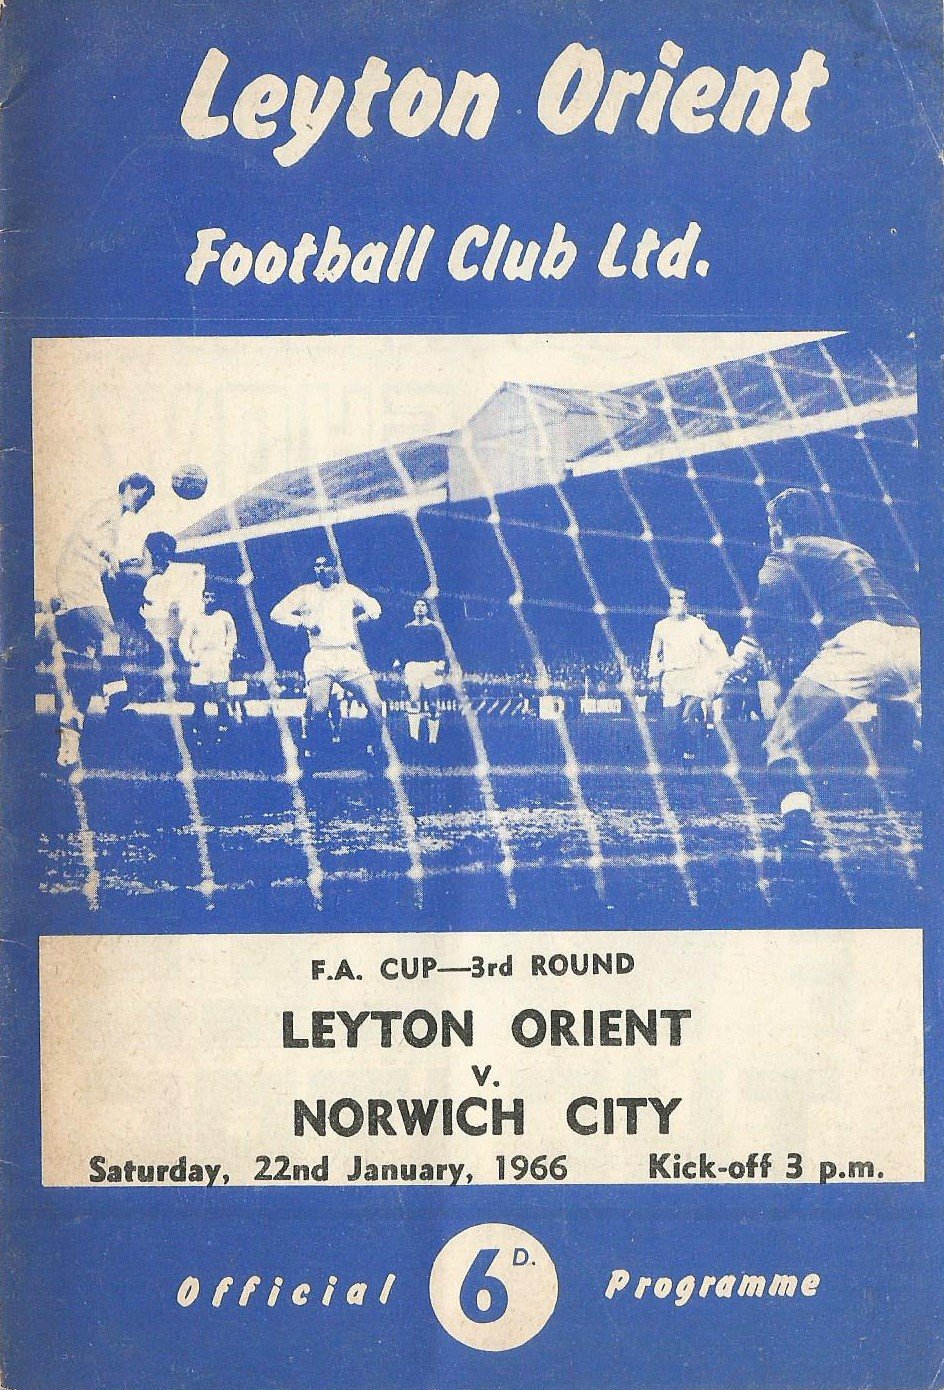 Leyton Orient
Football Club Ltd.
F.A. CUP—3rd ROUND
LEYTON ORIENT
v.
NORWICH CITY
Saturday, 22nd January, 1966 Kick-off 3 p.m.
Official 6D. Programme